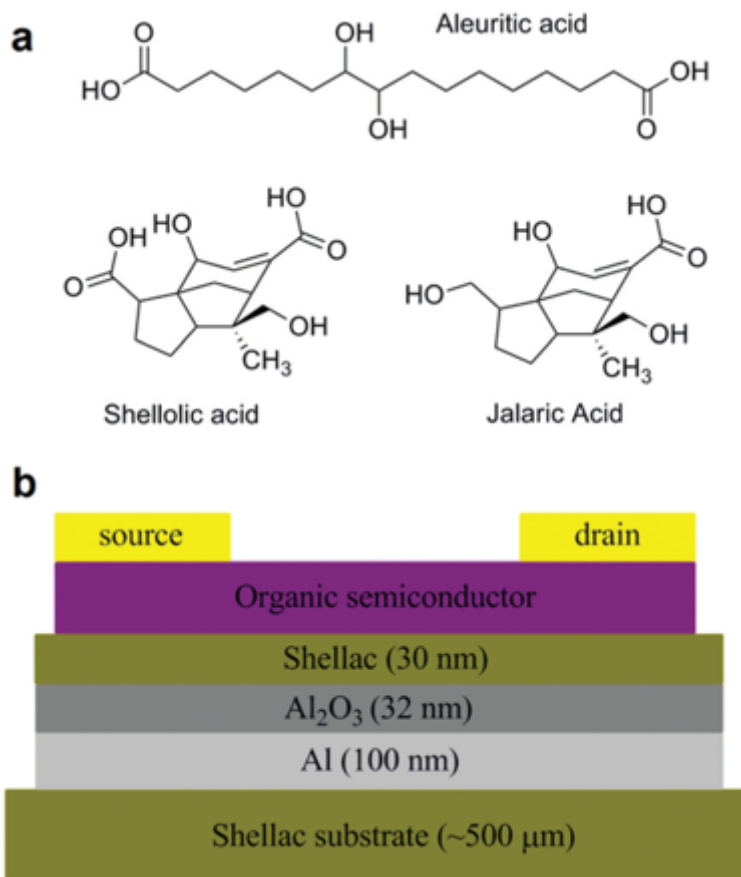 a
Aleuritic acid
O
HO
OH
OH
OH
O
O
OH
HO
HO
O
OH
CH3
Shellolic acid
HO
HO
HO
O
OH
CH3
Jalaric Acid
b
source
drain
Organic semiconductor
Shellac (30 nm)
Al2O3 (32 nm)
Al (100 nm)
Shellac substrate (~500 μm)